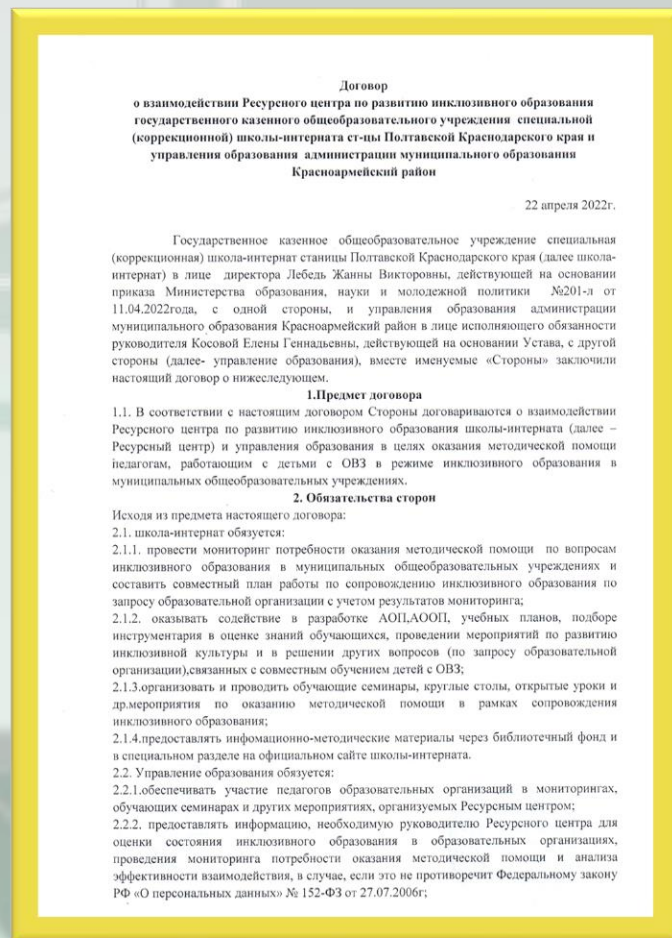 Договор
о взаимодействии Ресурсного центра по развитию инклюзивного образования
государственного казенного общеобразовательного учреждения специальной
(коррекционной) школы-интерната ст-цы Полтавской Краснодарского края и
управления образования администрации муниципального образования
Красноармейский район
22 апреля 2022г.
Государственное казенное общеобразовательное учреждение специальная
(коррекционная) школа-интернат станицы Полтавской Краснодарского края (далее школа-
интернат) в лице директора Лебедь Жанны Викторовны, действующей на основании
приказа Министерства образования, науки и молодежной политики №201-л от
11.04.2022года, с одной стороны, и управления образования администрации
муниципального образования Красноармейский район в лице исполняющего обязанности
руководителя Косовой Елены Геннадьевны, действующей на основании Устава, с другой
стороны (далее- управление образования), вместе именуемые «Стороны» заключили
настоящий договор о нижеследующем.
1.Предмет договора
1.1. В соответствии с настоящим договором Стороны договариваются о взаимодействии
Ресурсного центра по развитию инклюзивного образования школы-интерната (далее –
Ресурсный центр) и управления образования в целях оказания методической помощи
педагогам, работающим с детьми с ОВЗ в режиме инклюзивного образования в
муниципальных общеобразовательных учреждениях.
2. Обязательства сторон
Исходя из предмета настоящего договора:
2.1. школа-интернат обязуется:
2.1.1. провести мониторинг потребности оказания методической помощи по вопросам
инклюзивного образования в муниципальных общеобразовательных учреждениях и
составить совместный план работы по сопровождению инклюзивного образования по
запросу образовательной организации с учетом результатов мониторинга;
2.1.2. оказывать содействие в разработке АОП,АООП, учебных планов, подборе
инструментария в оценке знаний обучающихся, проведении мероприятий по развитию
инклюзивной культуры и в решении других вопросов (по запросу образовательной
организации),связанных с совместным обучением детей с ОВЗ;
2.1.3.организовать и проводить обучающие семинары, круглые столы, открытые уроки и
др.мероприятия по оказанию методической помощи в рамках сопровождения
инклюзивного образования;
2.1.4.предоставлять инфомационно-методические материалы через библиотечный фонд и
в специальном разделе на официальном сайте школы-интерната.
2.2. Управление образования обязуется:
2.2.1.обеспечивать участие педагогов образовательных организаций в мониторингах,
обучающих семинарах и других мероприятиях, организуемых Ресурсным центром;
2.2.2. предоставлять информацию, необходимую руководителю Ресурсного центра для
оценки состояния инклюзивного образования в образовательных организациях,
проведения мониторинга потребности оказания методической помощи и анализа
эффективности взаимодействия, в случае, если это не противоречит Федеральному закону
РФ «О персональных данных» № 152-ФЗ от 27.07.2006г;